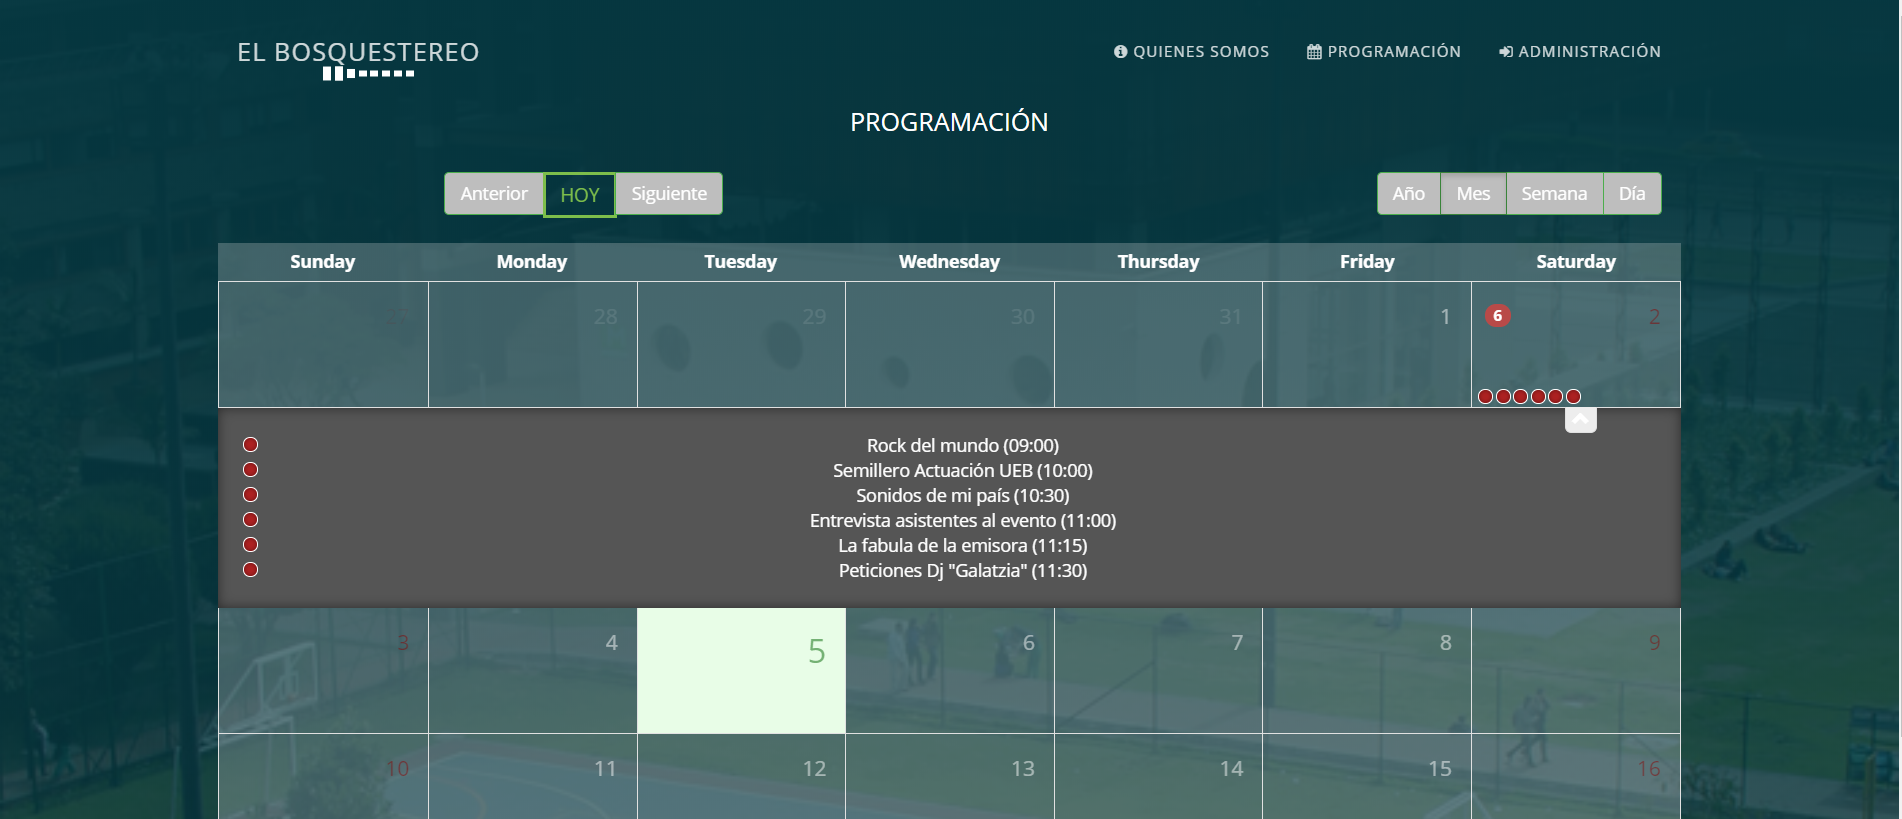 EL BOSQUESTEREO
QUIENES SOMOS
PROGRAMACIÓN
ADMINISTRACIÓN
PROGRAMACIÓN
Anterior HOY Siguiente
Año Mes Semana Día
Sunday Monday Tuesday Wednesday Thursday Friday Saturday
28 29 30 31 1 6 2
Rock del mundo (09:00)
Semillero Actuación UEB (10:00)
Sonidos de mi país (10:30)
Entrevista asistentes al evento (11:00)
La fabula de la emisora (11:15)
Peticiones Dj "Galatzia" (11:30)
3 4 5 6 7 8 9
10 11 12 13 14 15 16